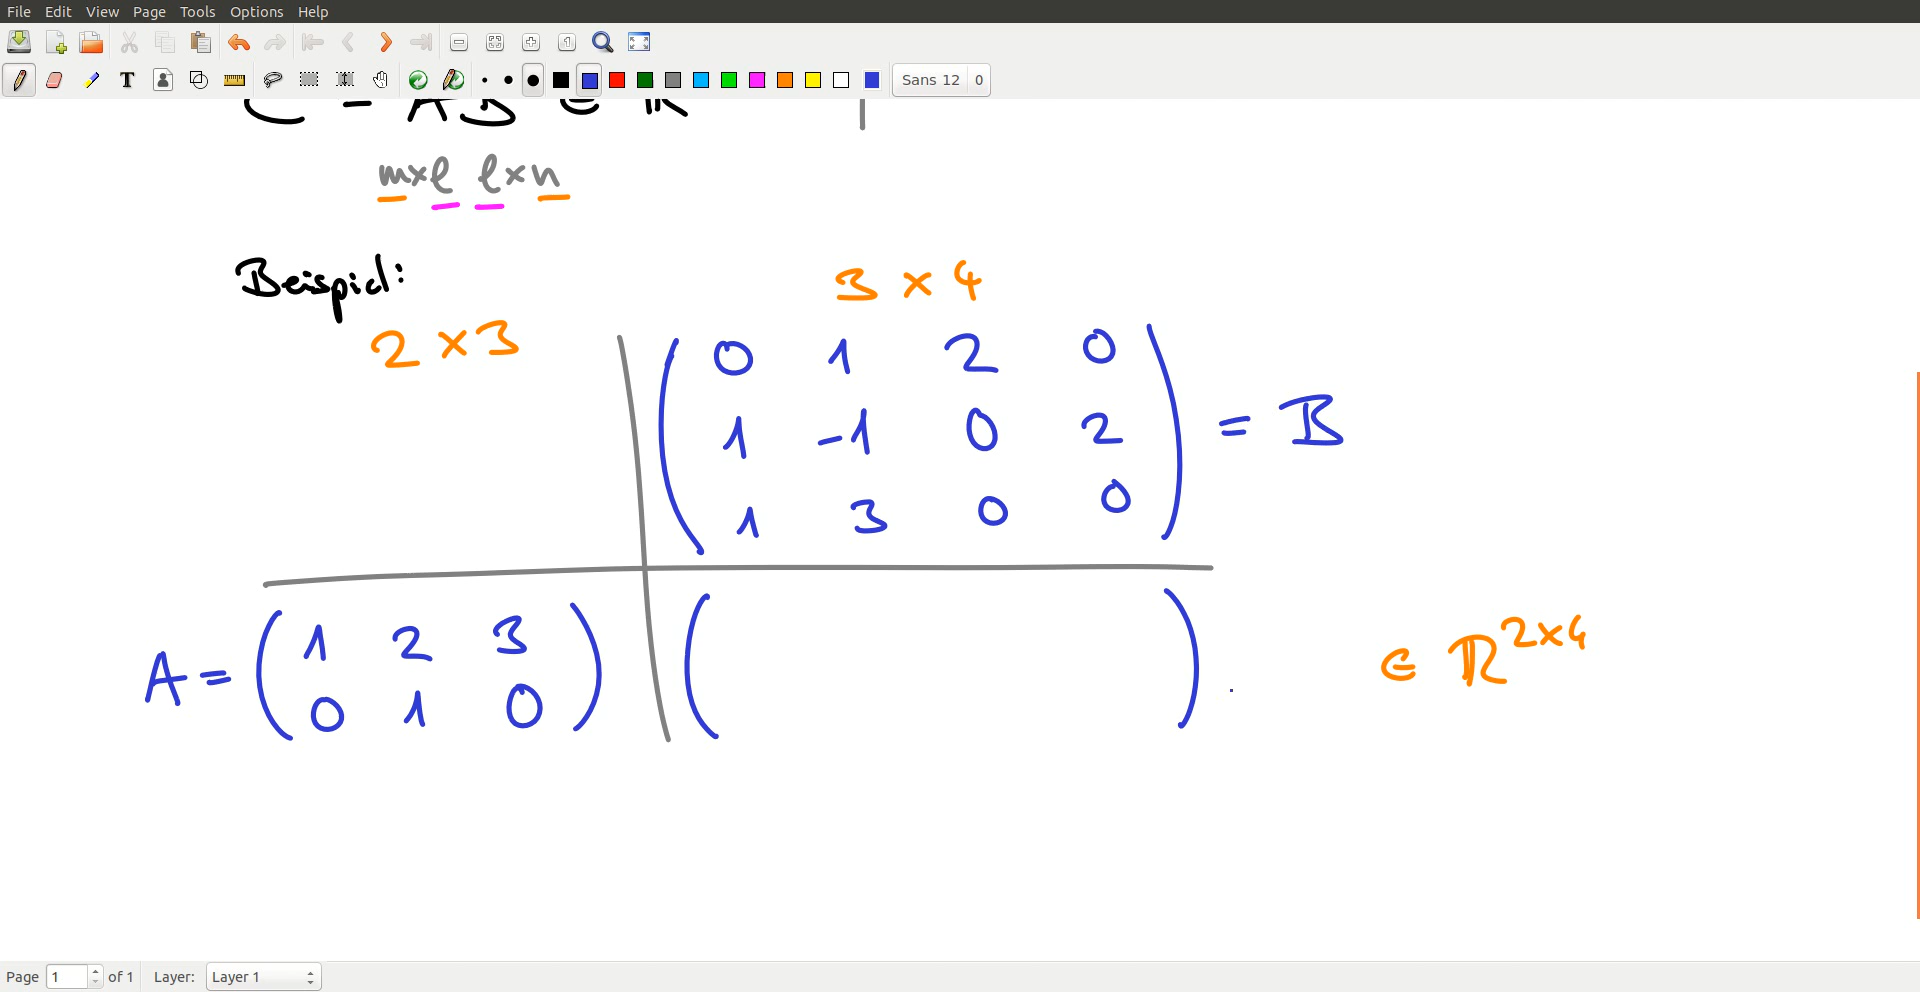 File Edit View Page Tools Options Help
Sans 12 0
C = AB ∈ ℝ
m×ℓ ℓ×n
Beispiel:
3 × 4
2 × 3
0 1 2 0
1 -1 0 2 = B
1 3 0 0
A = ( 1 2 3 ) ( ) . ∈ ℝ^2×4
0 1 0
Page 1 of 1 Layer: Layer 1